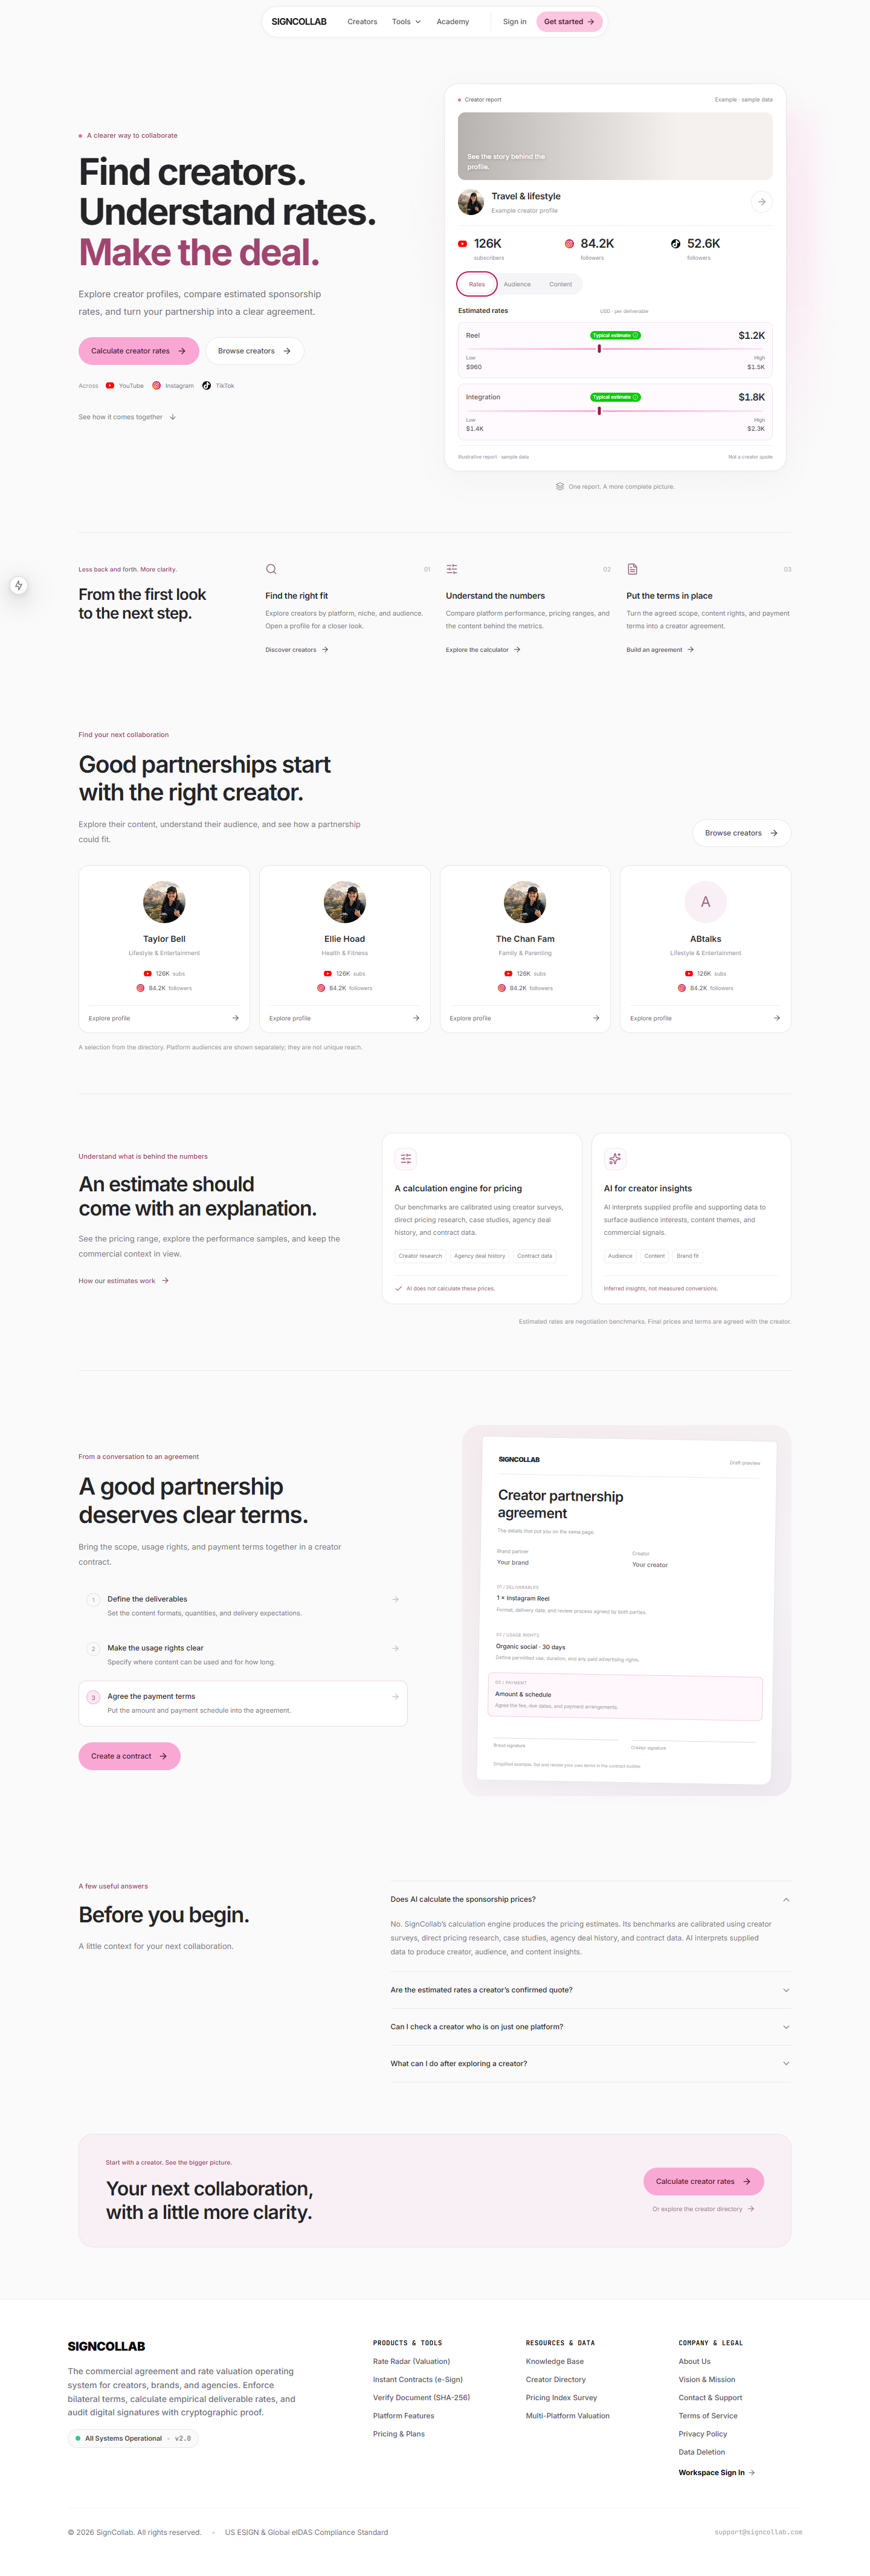 SIGNCOLLAB
Creators
Tools
Academy
Sign in
Get started
A clearer way to collaborate
Find creators.
Understand rates.
Make the deal.
Explore creator profiles, compare estimated sponsorship
rates, and turn your partnership into a clear agreement.
Calculate creator rates
Browse creators
Across
YouTube
Instagram
TikTok
See how it comes together
Creator report
Example · sample data
See the story behind the
profile.
Travel & lifestyle
Example creator profile
126K
subscribers
84.2K
followers
52.6K
followers
Rates
Audience
Content
Estimated rates
USD · per deliverable
Reel
Typical estimate
$1.2K
Low
High
$960
$1.5K
Integration
Typical estimate
$1.8K
Low
High
$1.4K
$2.3K
Illustrative report · sample data
Not a creator quote
One report. A more complete picture.
Less back and forth. More clarity.
From the first look
to the next step.
01
Find the right fit
Explore creators by platform, niche, and audience.
Open a profile for a closer look.
Discover creators
02
Understand the numbers
Compare platform performance, pricing ranges, and
the content behind the metrics.
Explore the calculator
03
Put the terms in place
Turn the agreed scope, content rights, and payment
terms into a creator agreement.
Build an agreement
Find your next collaboration
Good partnerships start
with the right creator.
Explore their content, understand their audience, and see how a partnership
could fit.
Browse creators
Taylor Bell
Lifestyle & Entertainment
126K subs
84.2K followers
Explore profile
Ellie Hoad
Health & Fitness
126K subs
84.2K followers
Explore profile
The Chan Fam
Family & Parenting
126K subs
84.2K followers
Explore profile
A
ABtalks
Lifestyle & Entertainment
126K subs
84.2K followers
Explore profile
A selection from the directory. Platform audiences are shown separately; they are not unique reach.
Understand what is behind the numbers
An estimate should
come with an explanation.
See the pricing range, explore the performance samples, and keep the
commercial context in view.
How our estimates work
A calculation engine for pricing
Our benchmarks are calibrated using creator surveys,
direct pricing research, case studies, agency deal
history, and contract data.
Creator research
Agency deal history
Contract data
AI does not calculate these prices.
AI for creator insights
AI interprets supplied profile and supporting data to
surface audience interests, content themes, and
commercial signals.
Audience
Content
Brand fit
Inferred insights, not measured conversions.
Estimated rates are negotiation benchmarks. Final prices and terms are agreed with the creator.
From a conversation to an agreement
A good partnership
deserves clear terms.
Bring the scope, usage rights, and payment terms together in a creator
contract.
1
Define the deliverables
Set the content formats, quantities, and delivery expectations.
2
Make the usage rights clear
Specify where content can be used and for how long.
3
Agree the payment terms
Put the amount and payment schedule into the agreement.
Create a contract
SIGNCOLLAB
Draft preview
Creator partnership
agreement
The details that put you on the same page.
Brand partner
Your brand
Creator
Your creator
01 / DELIVERABLES
1 × Instagram Reel
Format, delivery date, and review process agreed by both parties.
02 / USAGE RIGHTS
Organic social · 30 days
Define permitted use, duration, and any paid advertising rights.
03 / PAYMENT
Amount & schedule
Agree the fee, due dates, and payment arrangements.
Brand signature
Creator signature
Simplified example. Set and review your own terms in the contract builder.
A few useful answers
Before you begin.
A little context for your next collaboration.
Does AI calculate the sponsorship prices?
No. SignCollab's calculation engine produces the pricing estimates. Its benchmarks are calibrated using creator
surveys, direct pricing research, case studies, agency deal history, and contract data. AI interprets supplied
data to produce creator, audience, and content insights.
Are the estimated rates a creator's confirmed quote?
Can I check a creator who is on just one platform?
What can I do after exploring a creator?
Start with a creator. See the bigger picture.
Your next collaboration,
with a little more clarity.
Calculate creator rates
Or explore the creator directory
SIGNCOLLAB
The commercial agreement and rate valuation operating
system for creators, brands, and agencies. Enforce
bilateral terms, calculate empirical deliverable rates, and
audit digital signatures with cryptographic proof.
All Systems Operational • v2.0
PRODUCTS & TOOLS
Rate Radar (Valuation)
Instant Contracts (e-Sign)
Verify Document (SHA-256)
Platform Features
Pricing & Plans
RESOURCES & DATA
Knowledge Base
Creator Directory
Pricing Index Survey
Multi-Platform Valuation
COMPANY & LEGAL
About Us
Vision & Mission
Contact & Support
Terms of Service
Privacy Policy
Data Deletion
Workspace Sign In
© 2026 SignCollab. All rights reserved. • US ESIGN & Global eIDAS Compliance Standard
support@signcollab.com